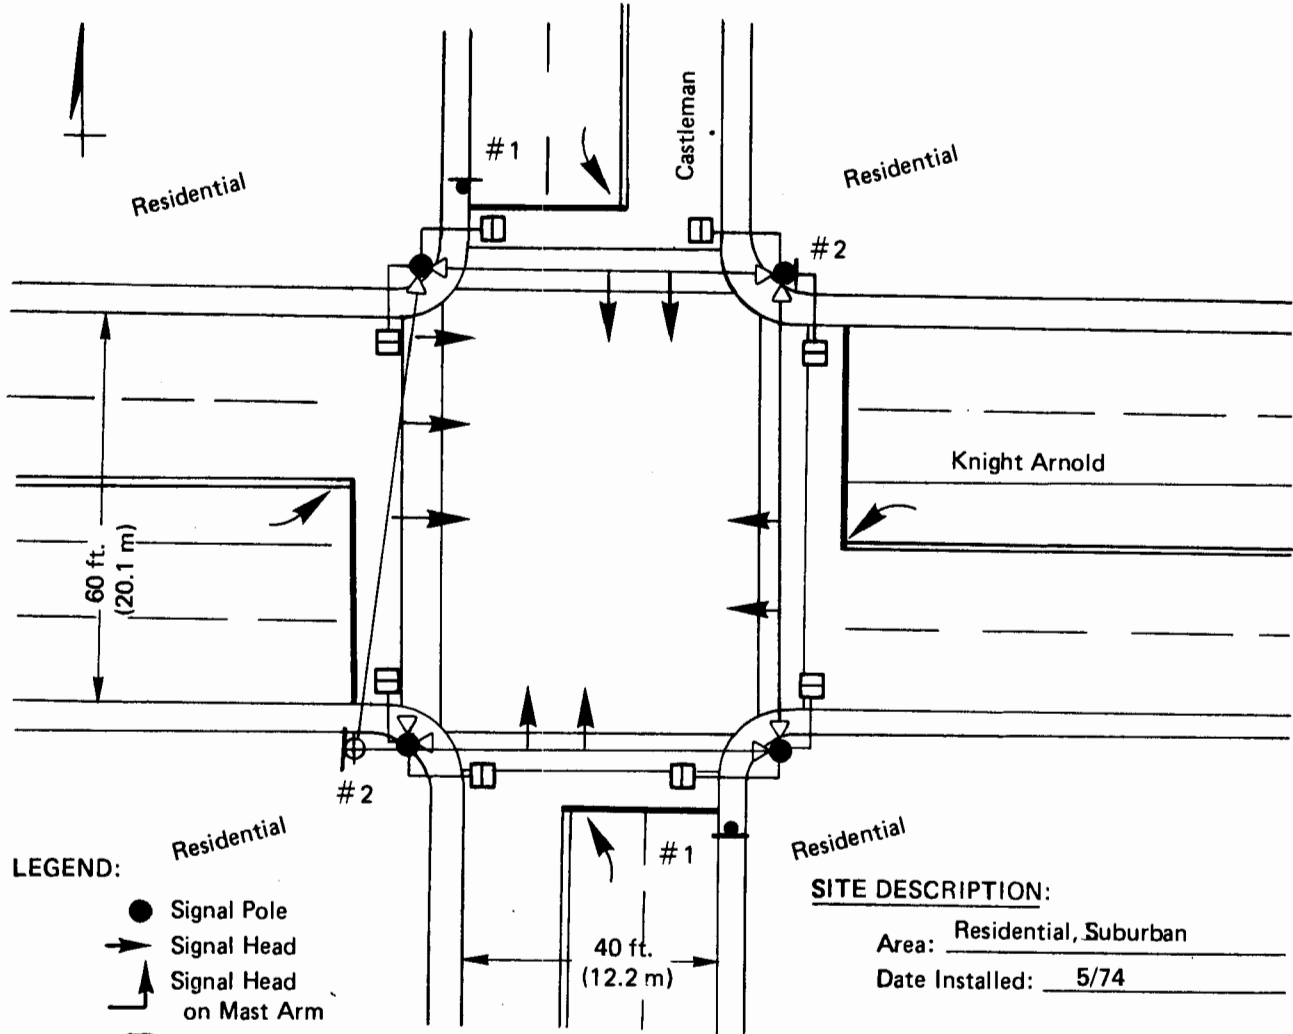 #1
Castleman
Residential
Residential
#2
Knight Arnold
60 ft.
(20.1 m)
#2
Residential
#1
Residential
40 ft.
(12.2 m)
LEGEND:
Signal Pole
Signal Head
Signal Head
on Mast Arm
SITE DESCRIPTION:
Area: Residential, Suburban
Date Installed: 5/74